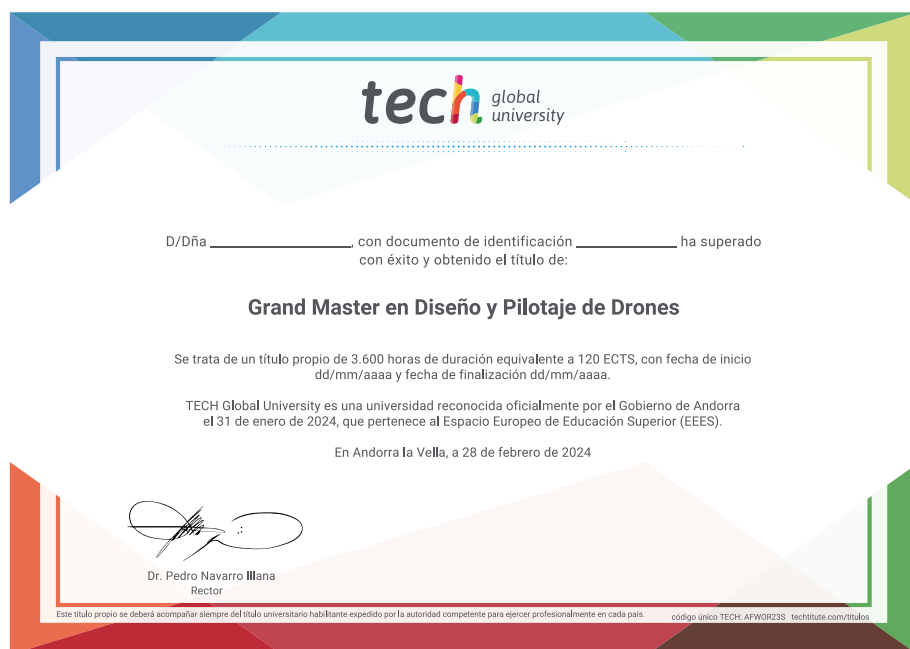 tech global university
D/Dña ____________________, con documento de identificación ______________ ha superado
con éxito y obtenido el título de:
Grand Master en Diseño y Pilotaje de Drones
Se trata de un título propio de 3.600 horas de duración equivalente a 120 ECTS, con fecha de inicio
dd/mm/aaaa y fecha de finalización dd/mm/aaaa.
TECH Global University es una universidad reconocida oficialmente por el Gobierno de Andorra
el 31 de enero de 2024, que pertenece al Espacio Europeo de Educación Superior (EEES).
En Andorra la Vella, a 28 de febrero de 2024
Dr. Pedro Navarro Illana
Rector
Este título propio se deberá acompañar siempre del título universitario habilitante expedido por la autoridad competente para ejercer profesionalmente en cada país.
código único TECH: AFWOR23S techtitute.com/titulos